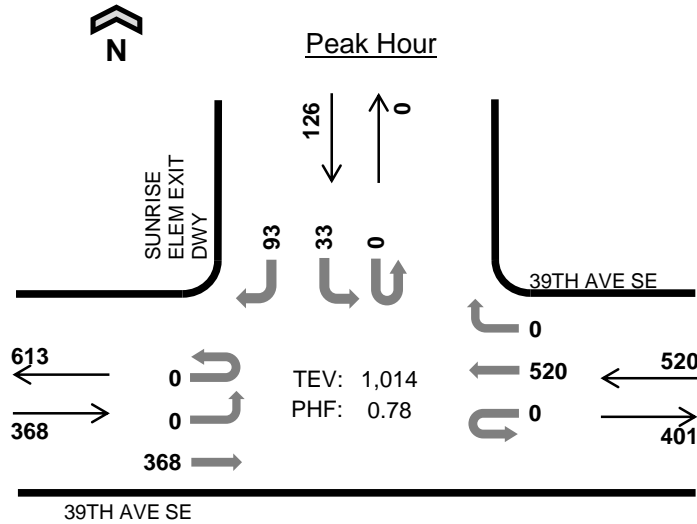 N
Peak Hour
126
0
SUNRISE
ELEM EXIT
DWY
93
33
0
39TH AVE SE
0
613
0
TEV: 1,014
520
520
368
0
PHF: 0.78
0
401
368
39TH AVE SE